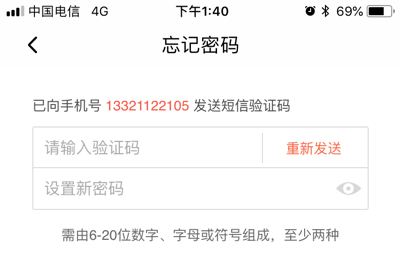 中国电信 4G 下午1:40 69%
忘记密码
已向手机号 13321122105 发送短信验证码
请输入验证码 重新发送
设置新密码
需由6-20位数字、字母或符号组成，至少两种